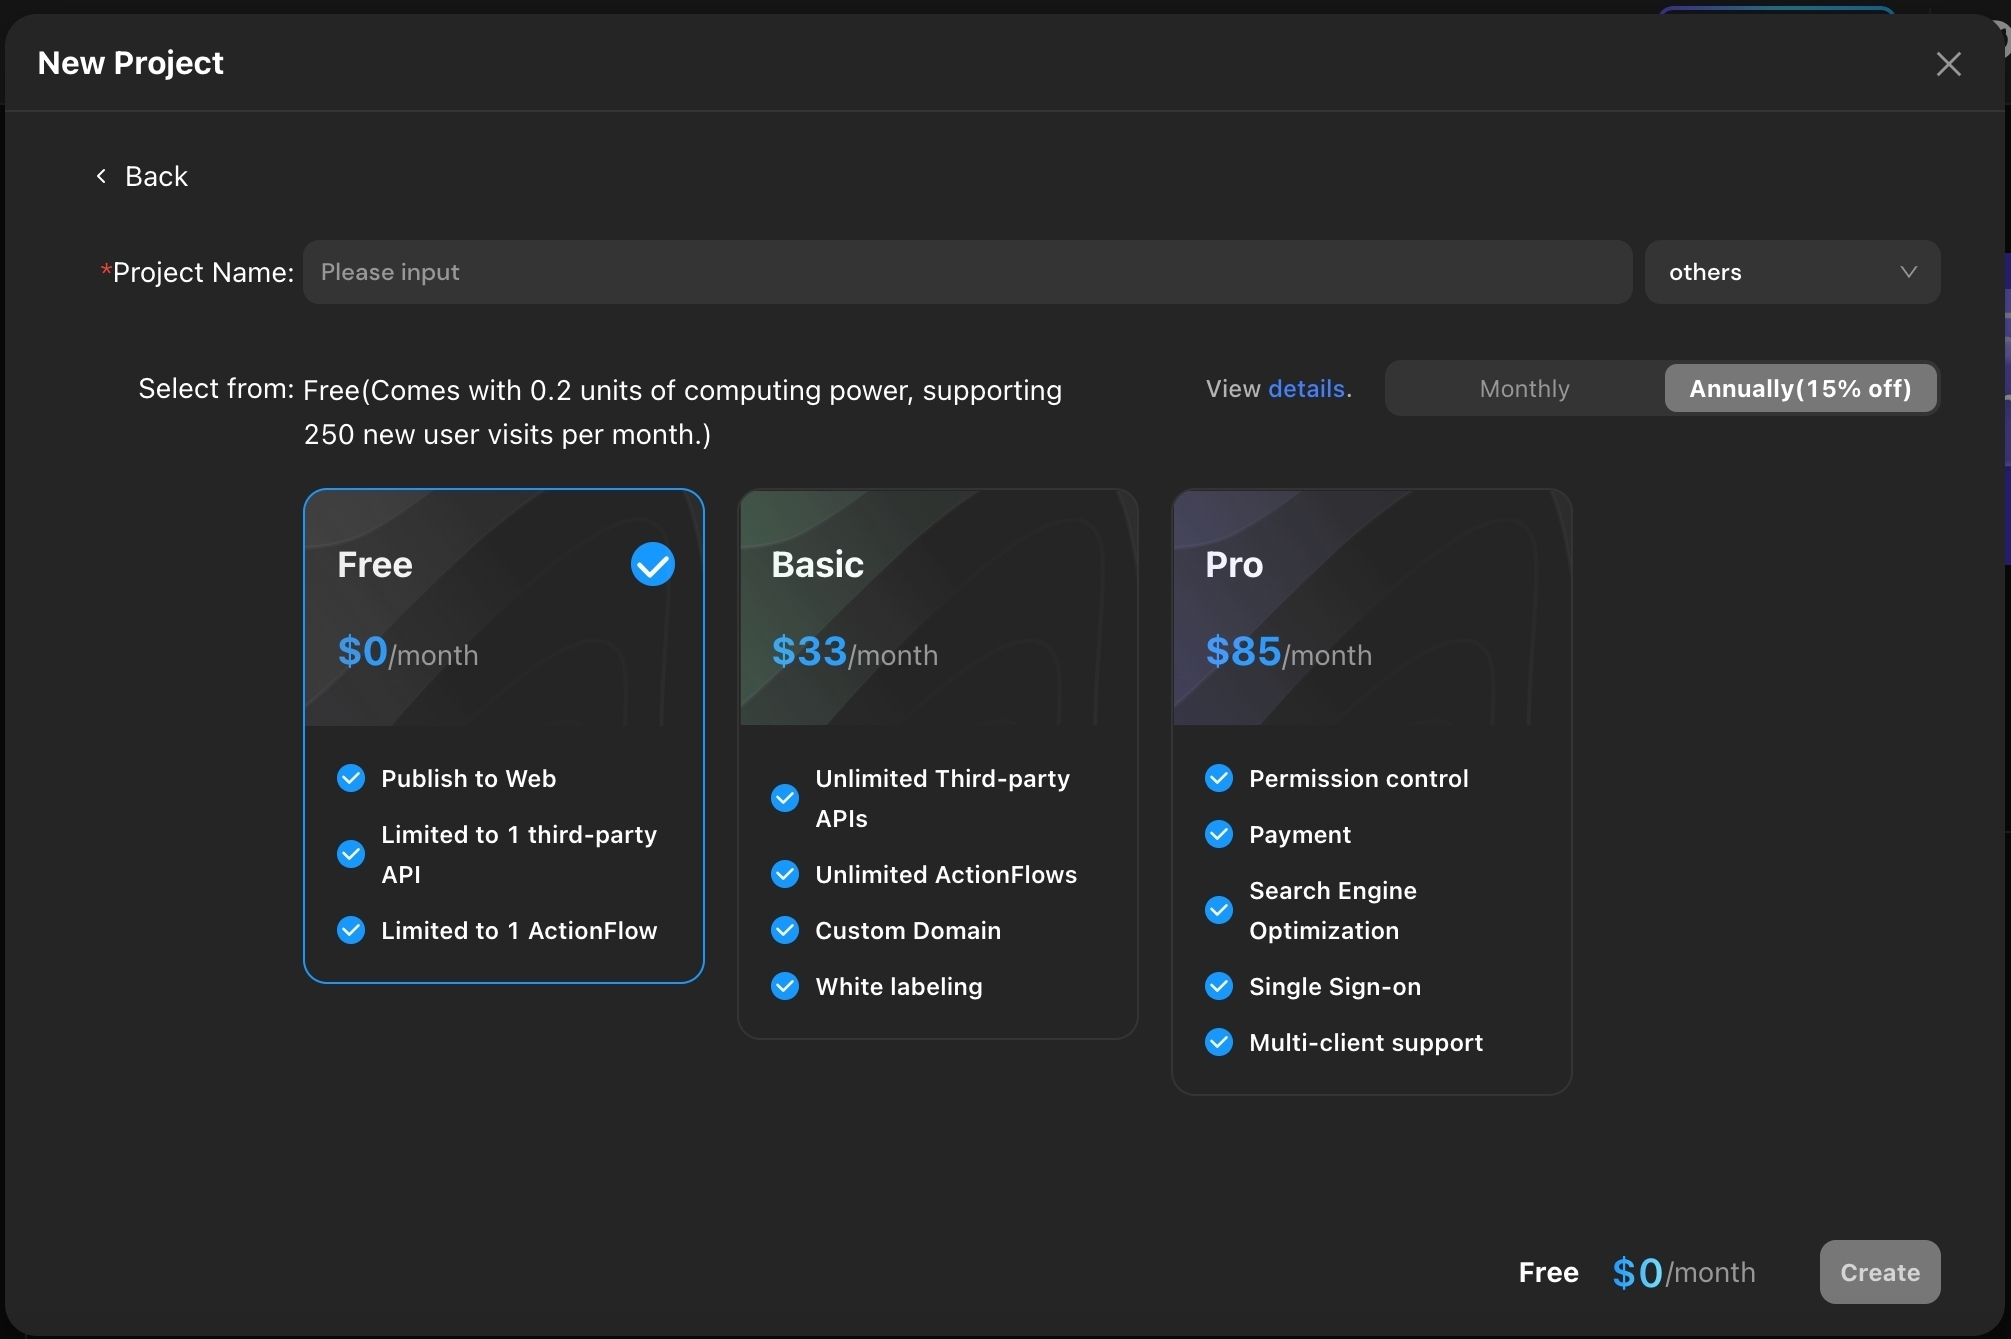 New Project
Back
*Project Name:
Please input
others
Select from:
Free(Comes with 0.2 units of computing power, supporting
250 new user visits per month.)
View details.
Monthly
Annually(15% off)
Free
$0/month
Publish to Web
Limited to 1 third-party
API
Limited to 1 ActionFlow
Basic
$33/month
Unlimited Third-party
APIs
Unlimited ActionFlows
Custom Domain
White labeling
Pro
$85/month
Permission control
Payment
Search Engine
Optimization
Single Sign-on
Multi-client support
Free
$0/month
Create